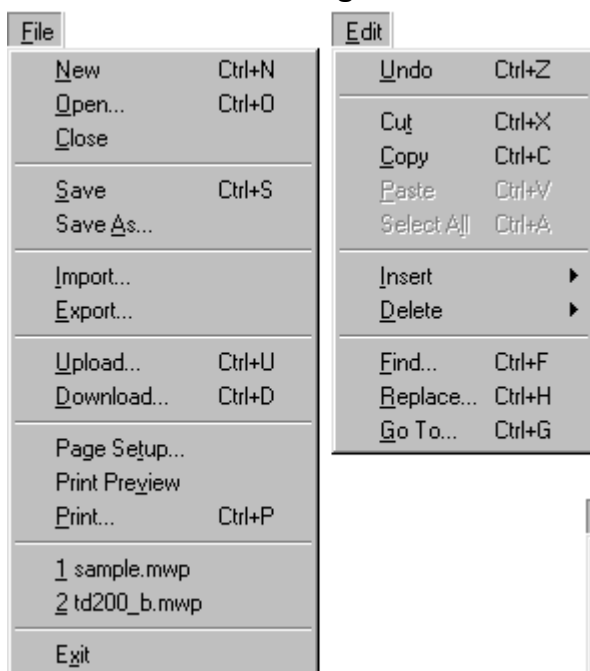 File
New Ctrl+N
Open... Ctrl+O
Close
Save Ctrl+S
Save As...
Import...
Export...
Upload... Ctrl+U
Download... Ctrl+D
Page Setup...
Print Preview
Print... Ctrl+P
1 sample.mwp
2 td200_b.mwp
Exit
Edit
Undo Ctrl+Z
Cut Ctrl+X
Copy Ctrl+C
Paste Ctrl+V
Select All Ctrl+A
Insert
Delete
Find... Ctrl+F
Replace... Ctrl+H
Go To... Ctrl+G